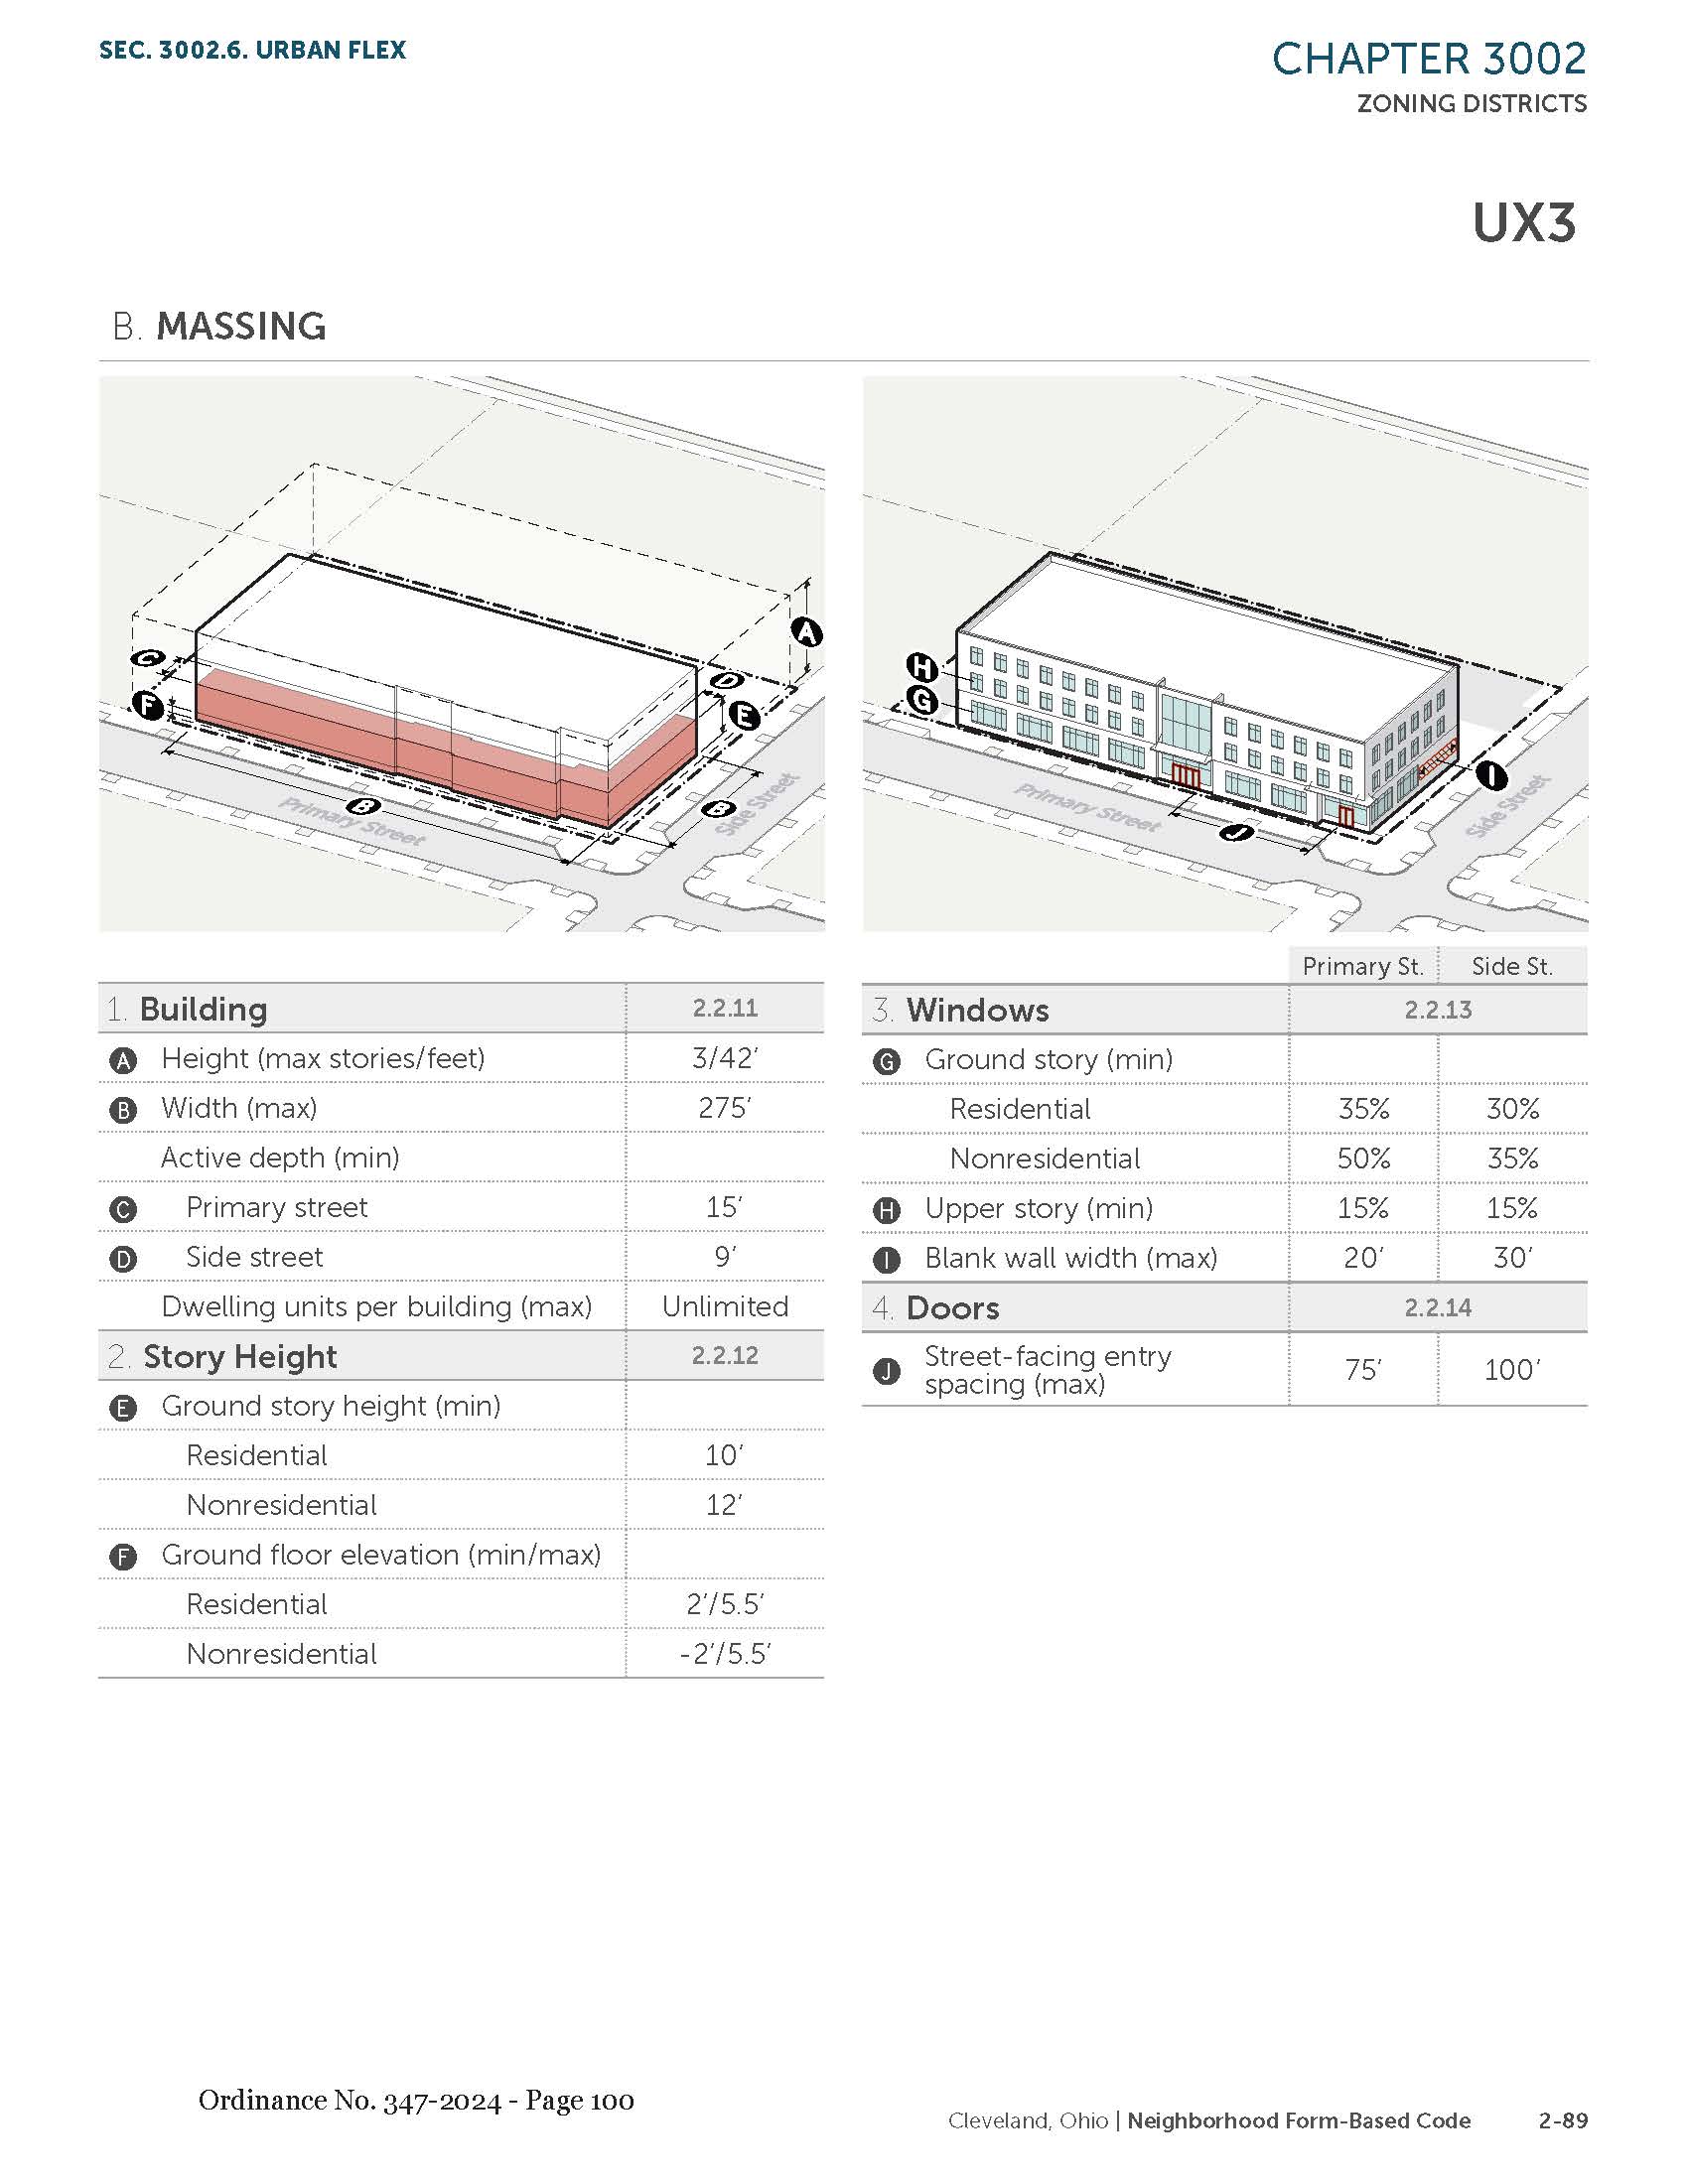 SEC. 3002.6. URBAN FLEX
CHAPTER 3002
ZONING DISTRICTS
UX3
B. MASSING
A
C
D
F
E
B
B
Primary Street
Side Street
H
G
I
J
Primary Street
Side Street
1. Building 2.2.11
A Height (max stories/feet) 3/42’
B Width (max) 275’
Active depth (min)
C Primary street 15’
D Side street 9’
Dwelling units per building (max) Unlimited
2. Story Height 2.2.12
E Ground story height (min)
Residential 10’
Nonresidential 12’
F Ground floor elevation (min/max)
Residential 2’/5.5’
Nonresidential -2’/5.5’
Primary St. Side St.
3. Windows 2.2.13
G Ground story (min)
Residential 35% 30%
Nonresidential 50% 35%
H Upper story (min) 15% 15%
I Blank wall width (max) 20’ 30’
4. Doors 2.2.14
J Street-facing entry
spacing (max) 75’ 100’
Ordinance No. 347-2024 - Page 100
Cleveland, Ohio | Neighborhood Form-Based Code 2-89